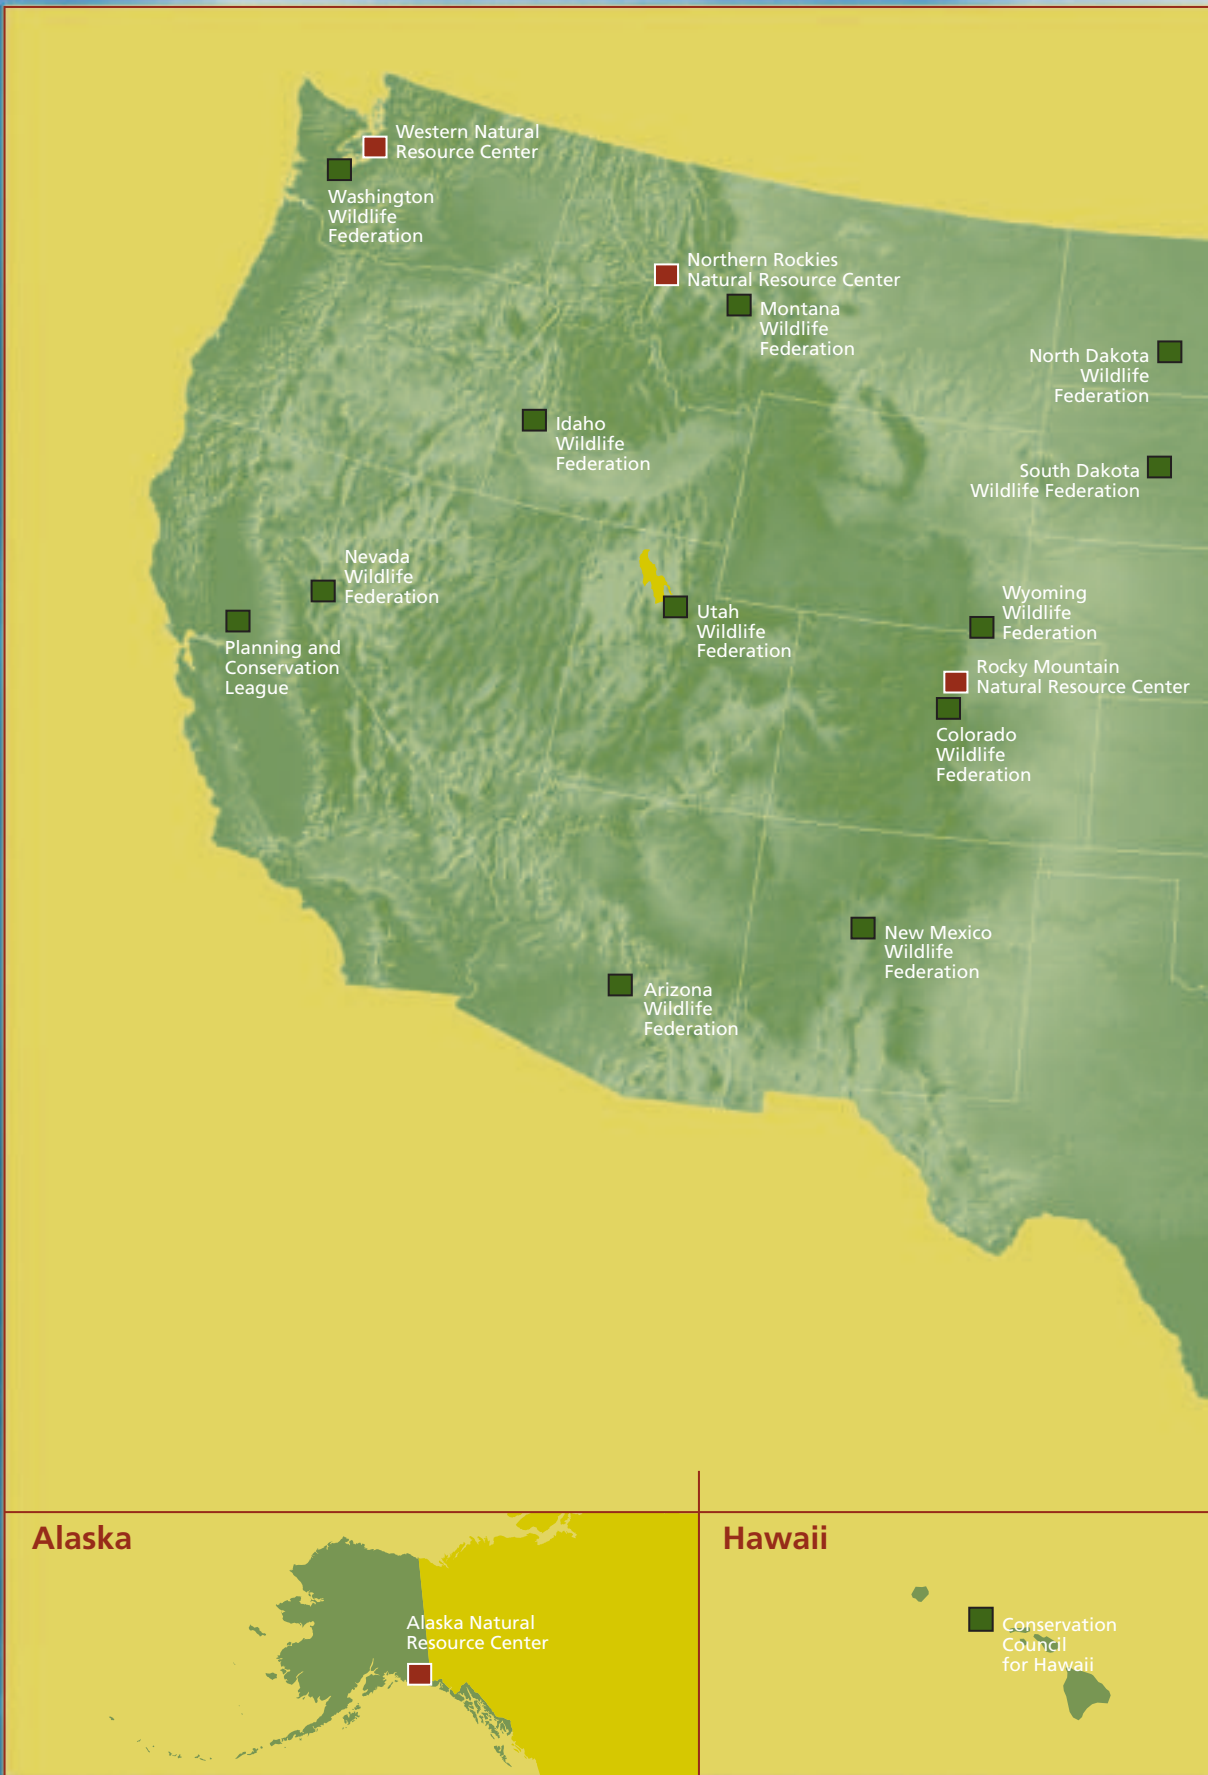 Western Natural
Resource Center
Washington
Wildlife
Federation
Northern Rockies
Natural Resource Center
Montana
Wildlife
Federation
North Dakota
Wildlife
Federation
Idaho
Wildlife
Federation
South Dakota
Wildlife Federation
Nevada
Wildlife
Federation
Planning and
Conservation
League
Utah
Wildlife
Federation
Wyoming
Wildlife
Federation
Rocky Mountain
Natural Resource Center
Colorado
Wildlife
Federation
New Mexico
Wildlife
Federation
Arizona
Wildlife
Federation
Alaska
Alaska Natural
Resource Center
Hawaii
Conservation
Council
for Hawaii